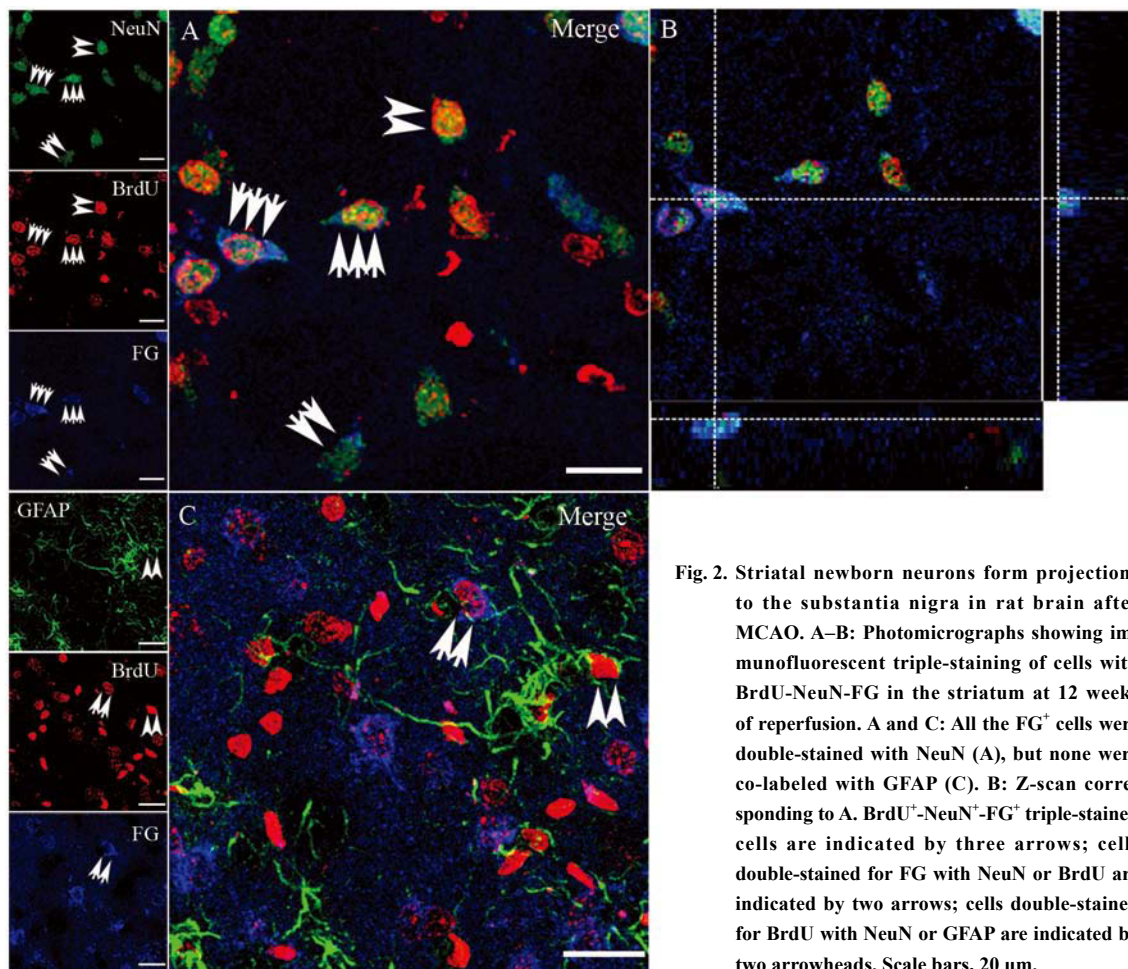 NeuN
A
Merge
B
BrdU
FG
GFAP
C
Merge
BrdU
FG
Fig. 2. Striatal newborn neurons form projection
to the substantia nigra in rat brain afte
MCAO. A–B: Photomicrographs showing im
munofluorescent triple-staining of cells wit
BrdU-NeuN-FG in the striatum at 12 week
of reperfusion. A and C: All the FG⁺ cells wer
double-stained with NeuN (A), but none wer
co-labeled with GFAP (C). B: Z-scan corre
sponding to A. BrdU⁺-NeuN⁺-FG⁺ triple-staine
cells are indicated by three arrows; cell
double-stained for FG with NeuN or BrdU ar
indicated by two arrows; cells double-staine
for BrdU with NeuN or GFAP are indicated b
two arrowheads. Scale bars, 20 μm.